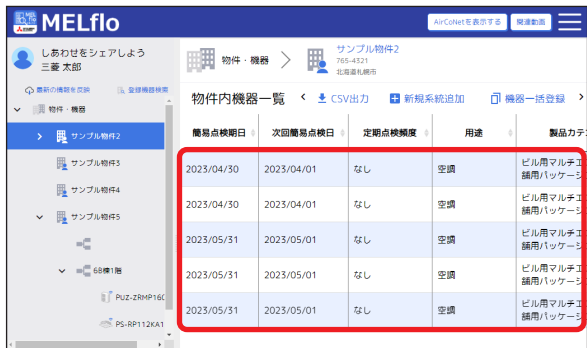 MELflo
AirCoNetを表示する
関連動画
しあわせをシェアしよう
三菱 太郎
最新の情報を反映
登録機器検索
物件・機器
サンプル物件2
サンプル物件3
サンプル物件4
サンプル物件5
6B棟1階
PUZ-ZRMP160
PS-RP112KA1
物件・機器
サンプル物件2
765-4321
北海道札幌市
物件内機器一覧
CSV出力
新規系統追加
機器一括登録
簡易点検期日 次回簡易点検日 定期点検頻度 用途 製品カテ
2023/04/30 2023/04/01 なし 空調 ビル用マルチエ
舗用パッケージ
2023/04/30 2023/04/01 なし 空調 ビル用マルチエ
舗用パッケージ
2023/05/31 2023/05/01 なし 空調 ビル用マルチエ
舗用パッケージ
2023/05/31 2023/05/01 なし 空調 ビル用マルチエ
舗用パッケージ
2023/05/31 2023/05/01 なし 空調 ビル用マルチエ
舗用パッケージ